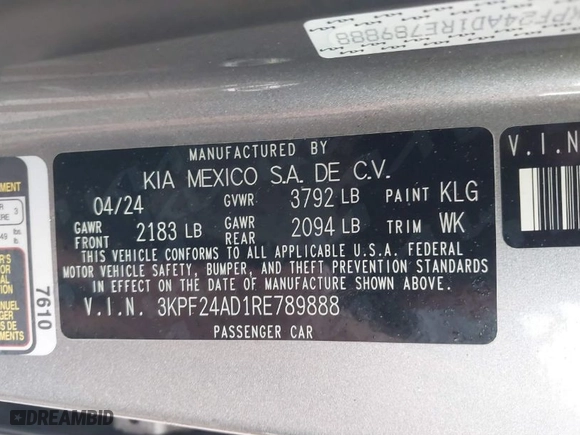 PF24AD1RE789888
MANUFACTURED BY
KIA MEXICO S.A. DE C.V.
04/24 GVWR 3792 LB PAINT KLG
GAWR FRONT 2183 LB GAWR REAR 2094 LB TRIM WK
THIS VEHICLE CONFORMS TO ALL APPLICABLE U.S.A. FEDERAL
MOTOR VEHICLE SAFETY, BUMPER, AND THEFT PREVENTION STANDARDS
IN EFFECT ON THE DATE OF MANUFACTURE SHOWN ABOVE.
V.I.N. 3KPF24AD1RE789888
PASSENGER CAR
V.I.N
7610
DREAMBID